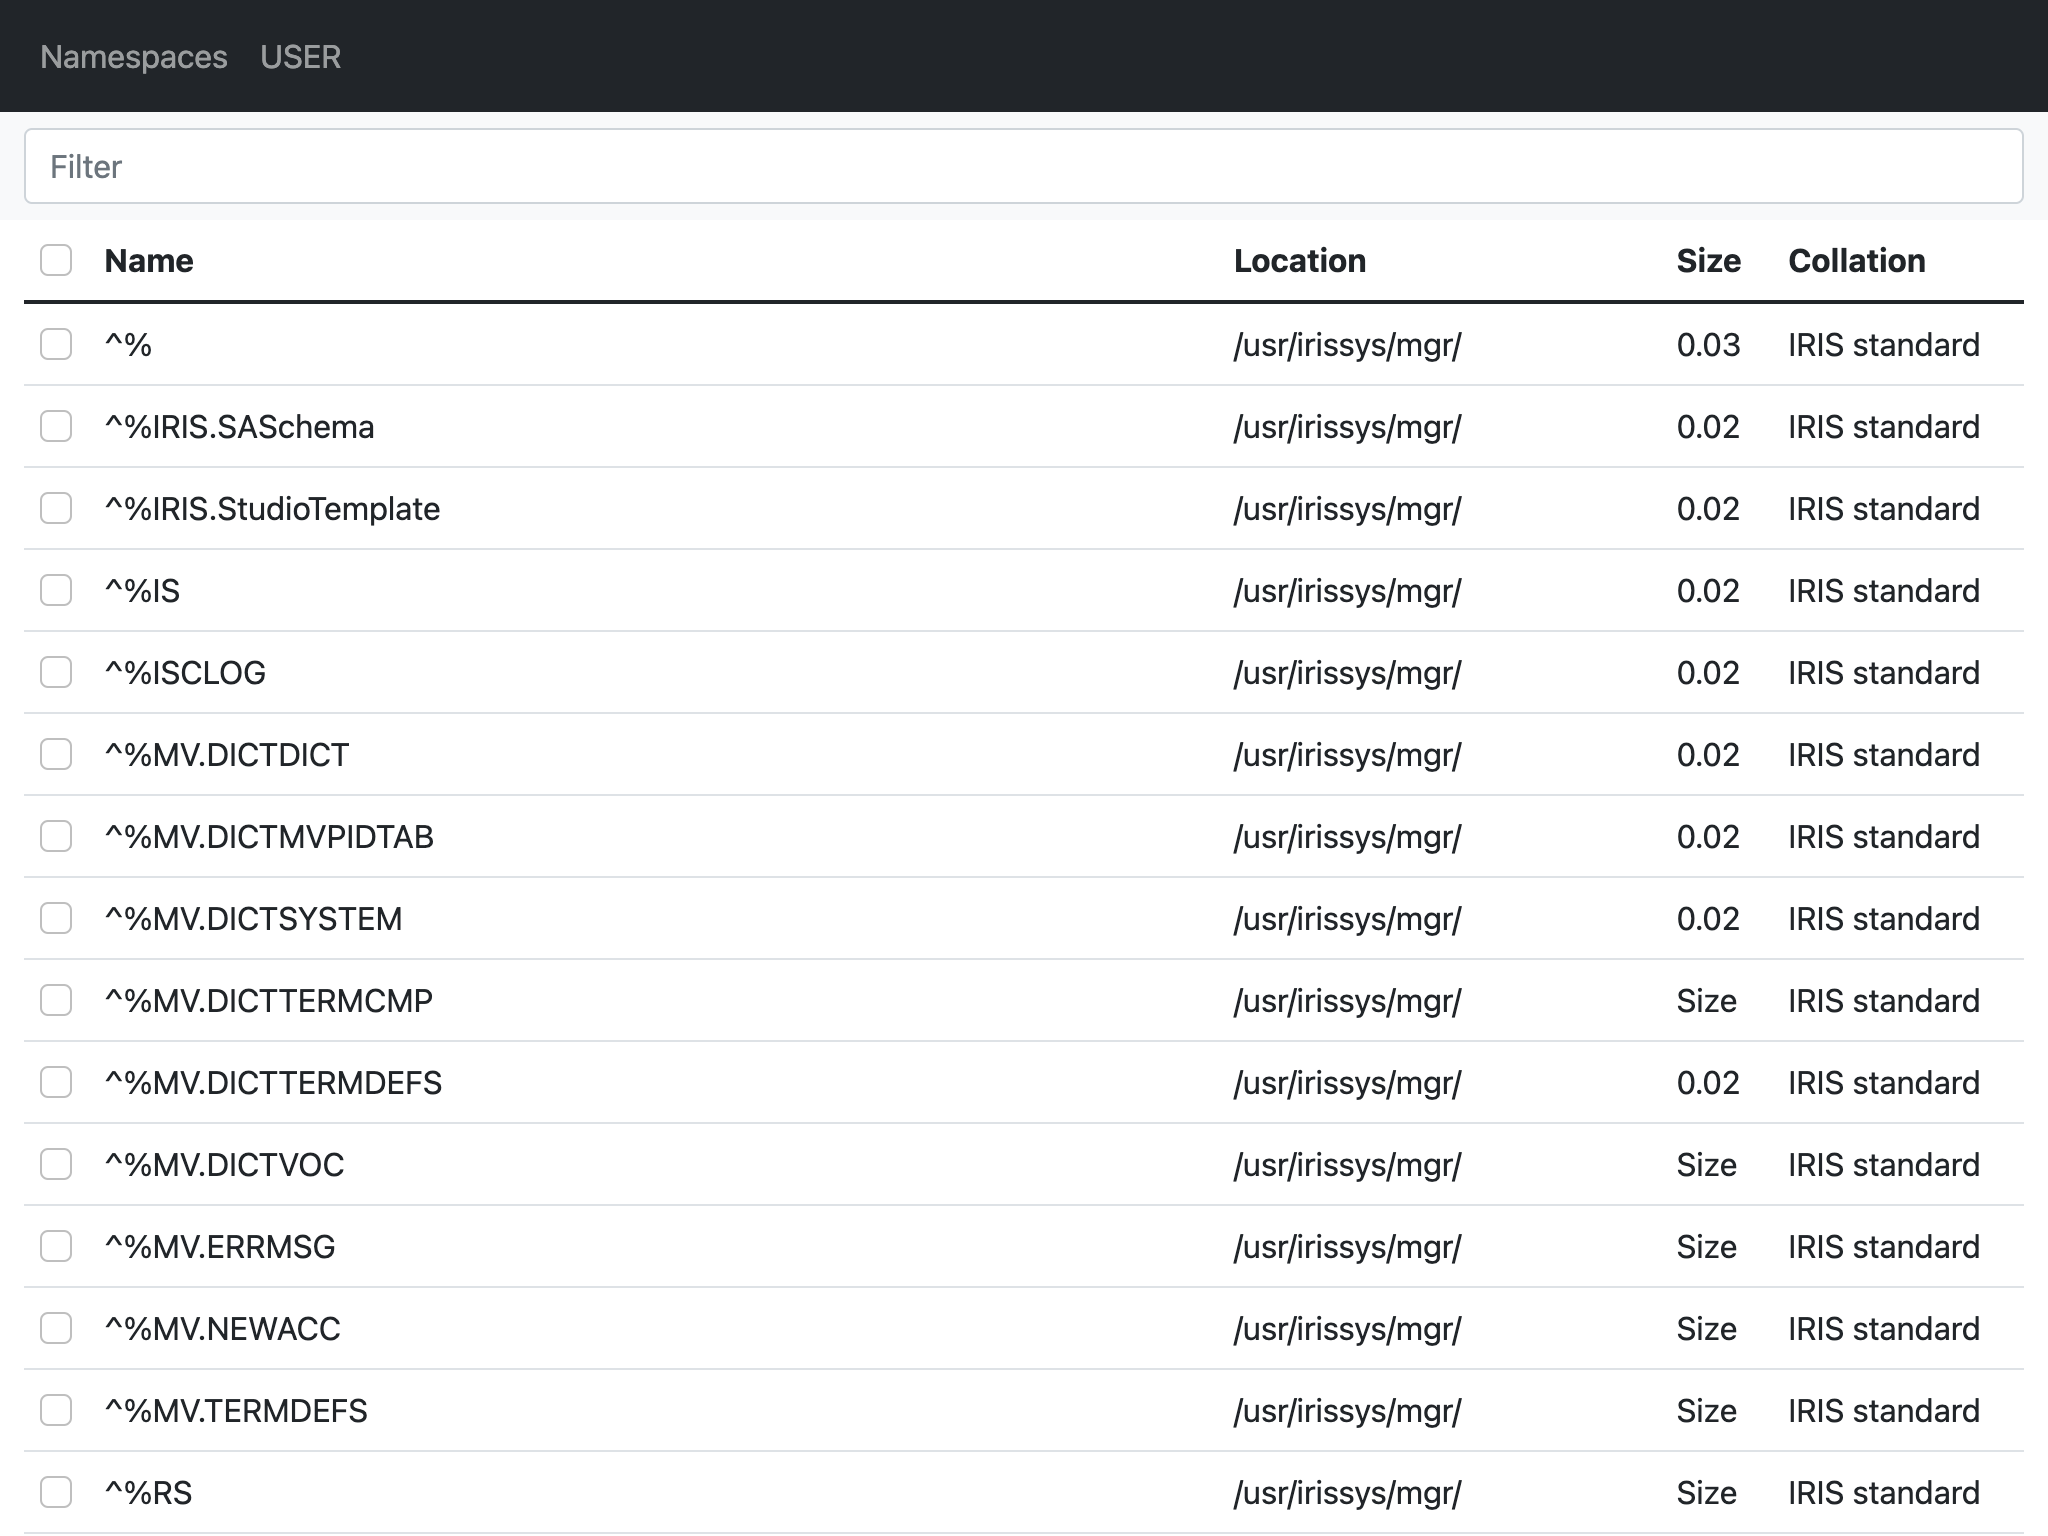 Namespaces USER
Filter
Name Location Size Collation
^% /usr/irissys/mgr/ 0.03 IRIS standard
^%IRIS.SASchema /usr/irissys/mgr/ 0.02 IRIS standard
^%IRIS.StudioTemplate /usr/irissys/mgr/ 0.02 IRIS standard
^%IS /usr/irissys/mgr/ 0.02 IRIS standard
^%ISCLOG /usr/irissys/mgr/ 0.02 IRIS standard
^%MV.DICTDICT /usr/irissys/mgr/ 0.02 IRIS standard
^%MV.DICTMVPIDTAB /usr/irissys/mgr/ 0.02 IRIS standard
^%MV.DICTSYSTEM /usr/irissys/mgr/ 0.02 IRIS standard
^%MV.DICTTERMCMP /usr/irissys/mgr/ Size IRIS standard
^%MV.DICTTERMDEFS /usr/irissys/mgr/ 0.02 IRIS standard
^%MV.DICTVOC /usr/irissys/mgr/ Size IRIS standard
^%MV.ERRMSG /usr/irissys/mgr/ Size IRIS standard
^%MV.NEWACC /usr/irissys/mgr/ Size IRIS standard
^%MV.TERMDEFS /usr/irissys/mgr/ Size IRIS standard
^%RS /usr/irissys/mgr/ Size IRIS standard